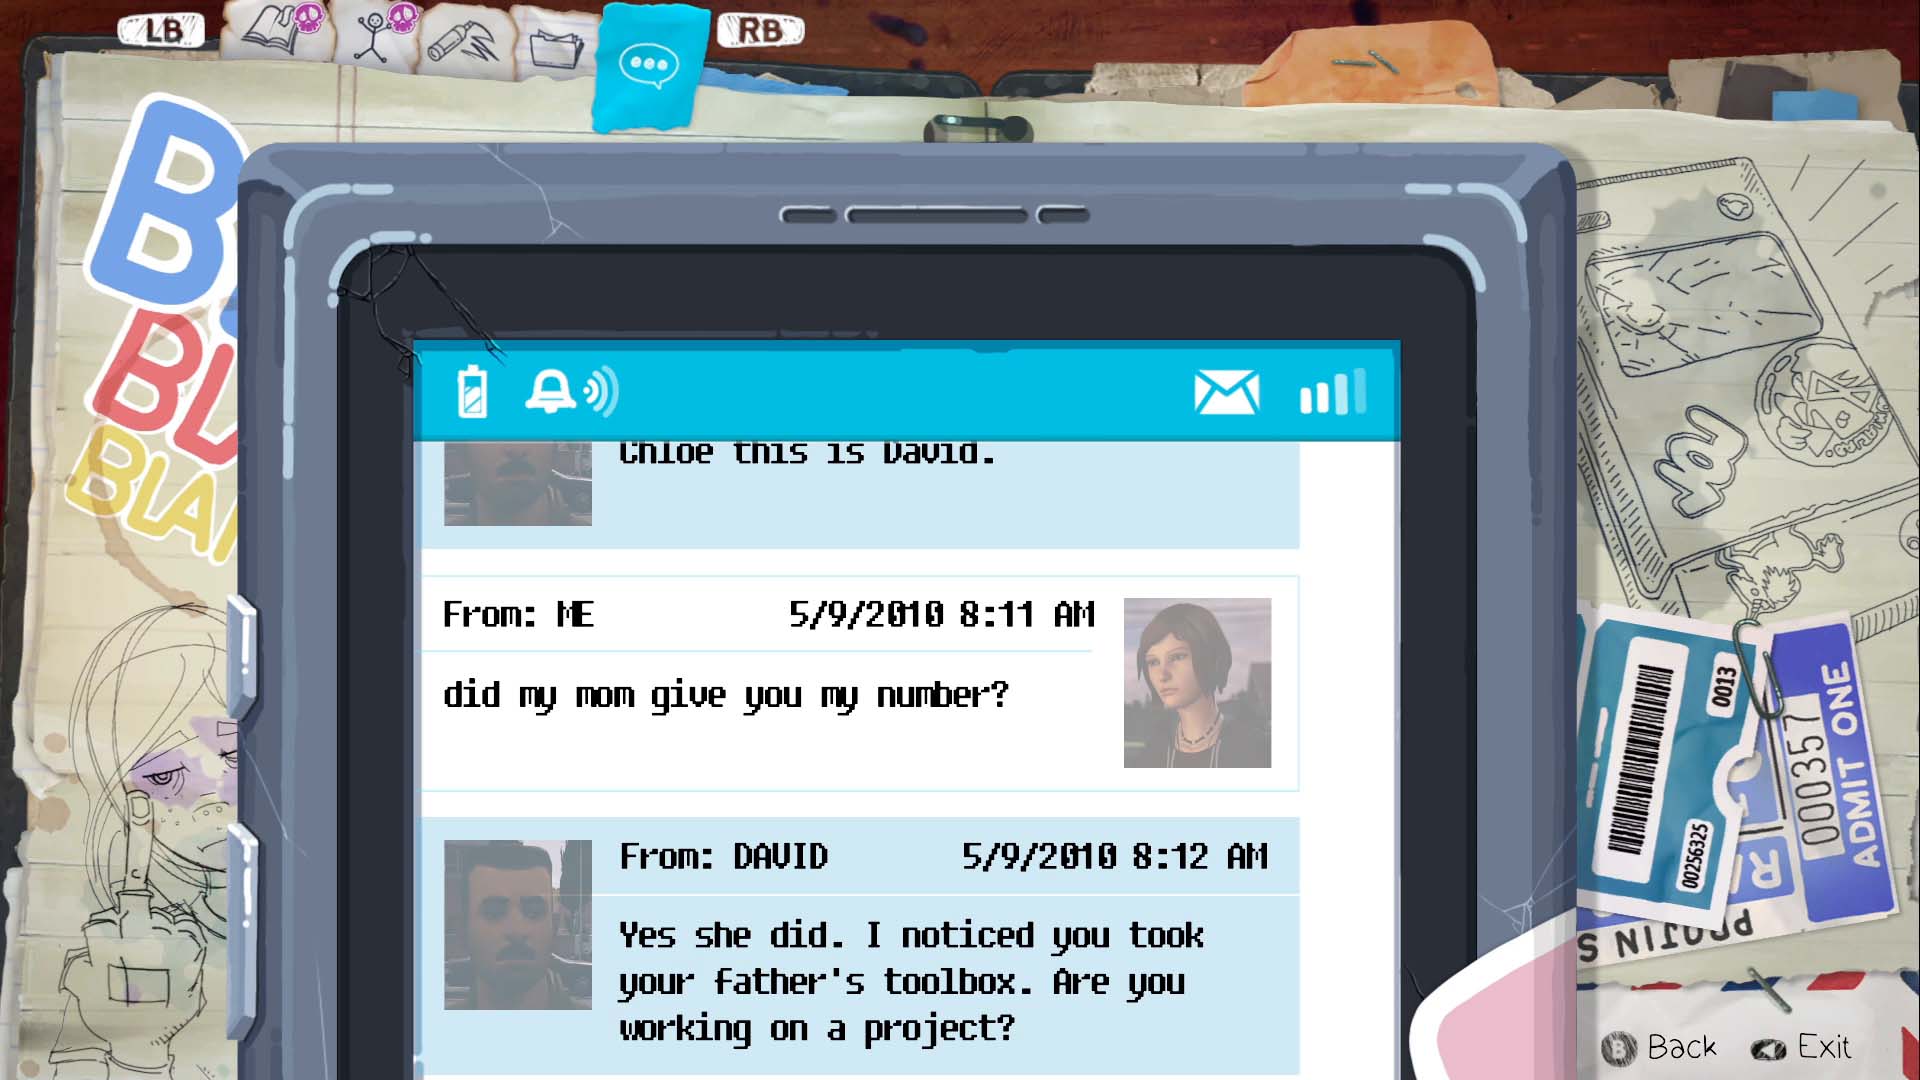 LB
RB
Chloe this is David.
From: ME 5/9/2010 8:11 AM
did my mom give you my number?
From: DAVID 5/9/2010 8:12 AM
Yes she did. I noticed you took
your father's toolbox. Are you
working on a project?
0013
00256325
000357
ADMIT ONE
B Back
Exit